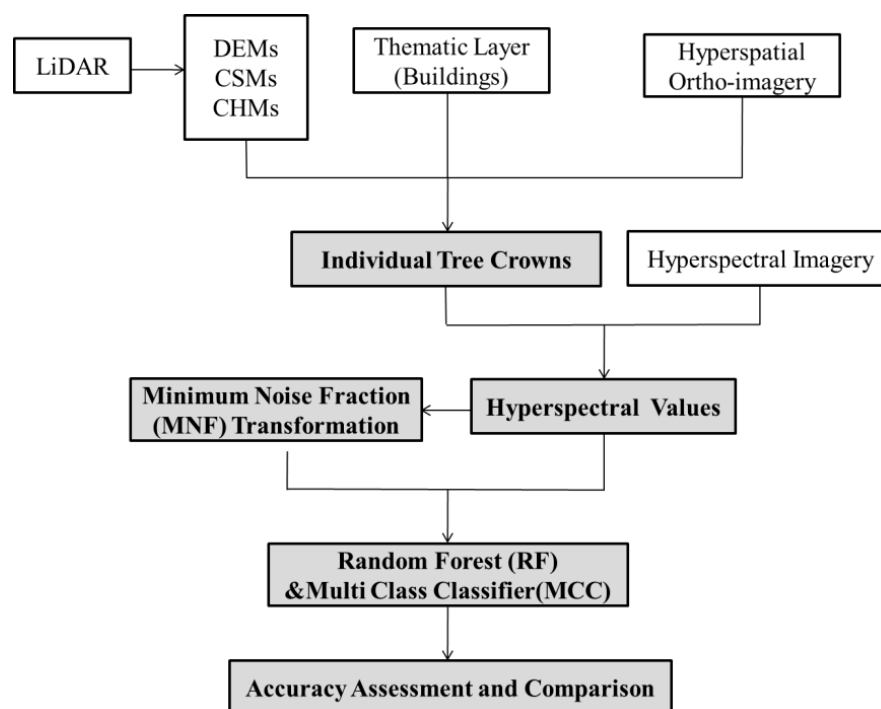 LiDAR
DEMs
CSMs
CHMs
Thematic Layer
(Buildings)
Hyperspatial
Ortho-imagery
Individual Tree Crowns
Hyperspectral Imagery
Minimum Noise Fraction
(MNF) Transformation
Hyperspectral Values
Random Forest (RF)
&Multi Class Classifier(MCC)
Accuracy Assessment and Comparison